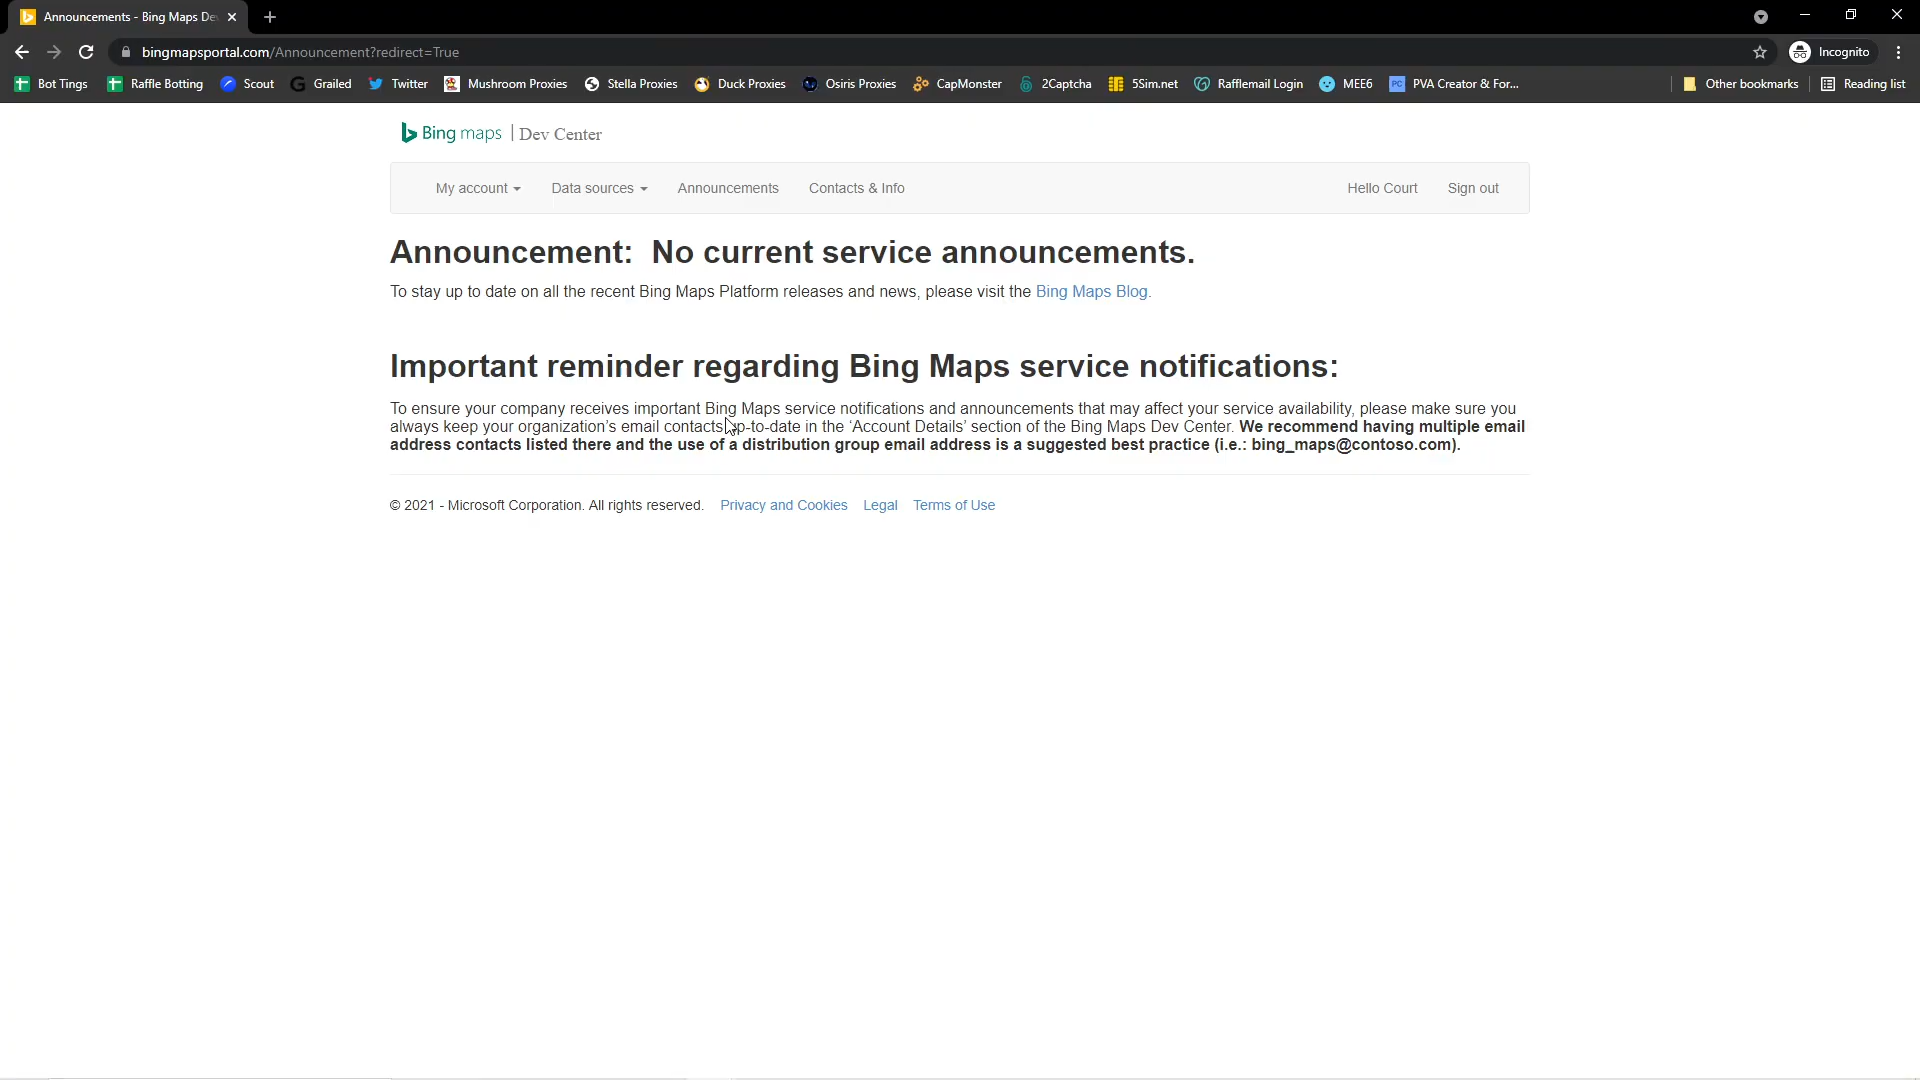 Announcements - Bing Maps De
bingmapsportal.com/Announcement?redirect=True
Incognito
Bot Tings
Raffle Botting
Scout
Grailed
Twitter
Mushroom Proxies
Stella Proxies
Duck Proxies
Osiris Proxies
CapMonster
2Captcha
5Sim.net
Rafflemail Login
MEE6
PC PVA Creator & For...
Other bookmarks
Reading list
Bing maps | Dev Center
My account
Data sources
Announcements
Contacts & Info
Hello Court
Sign out
Announcement: No current service announcements.
To stay up to date on all the recent Bing Maps Platform releases and news, please visit the Bing Maps Blog.
Important reminder regarding Bing Maps service notifications:
To ensure your company receives important Bing Maps service notifications and announcements that may affect your service availability, please make sure you
always keep your organization's email contacts up-to-date in the 'Account Details' section of the Bing Maps Dev Center. We recommend having multiple email
address contacts listed there and the use of a distribution group email address is a suggested best practice (i.e.: bing_maps@contoso.com).
© 2021 - Microsoft Corporation. All rights reserved. Privacy and Cookies Legal Terms of Use